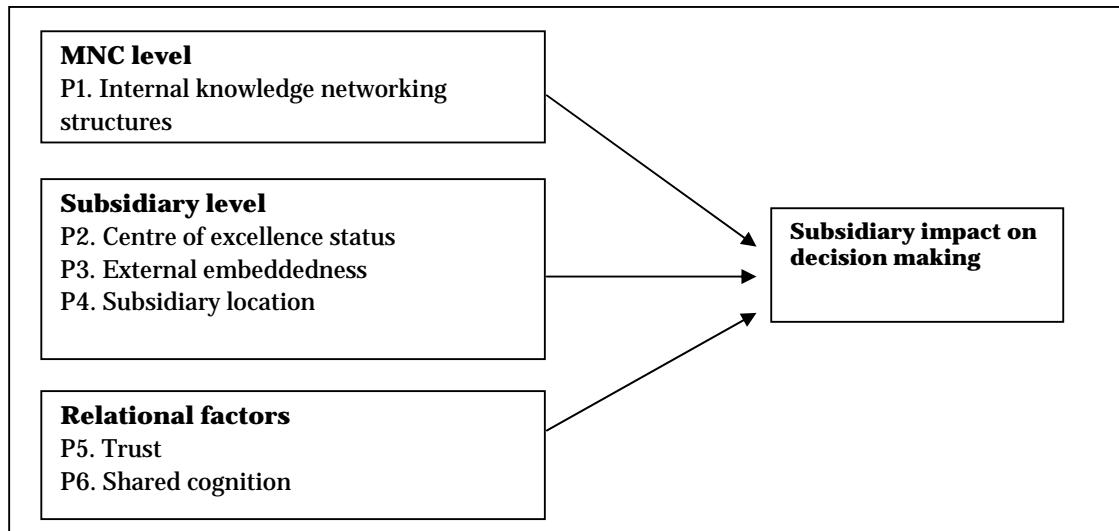 MNC level
P1. Internal knowledge networking
structures
Subsidiary level
P2. Centre of excellence status
P3. External embeddedness
P4. Subsidiary location
Relational factors
P5. Trust
P6. Shared cognition
Subsidiary impact on
decision making